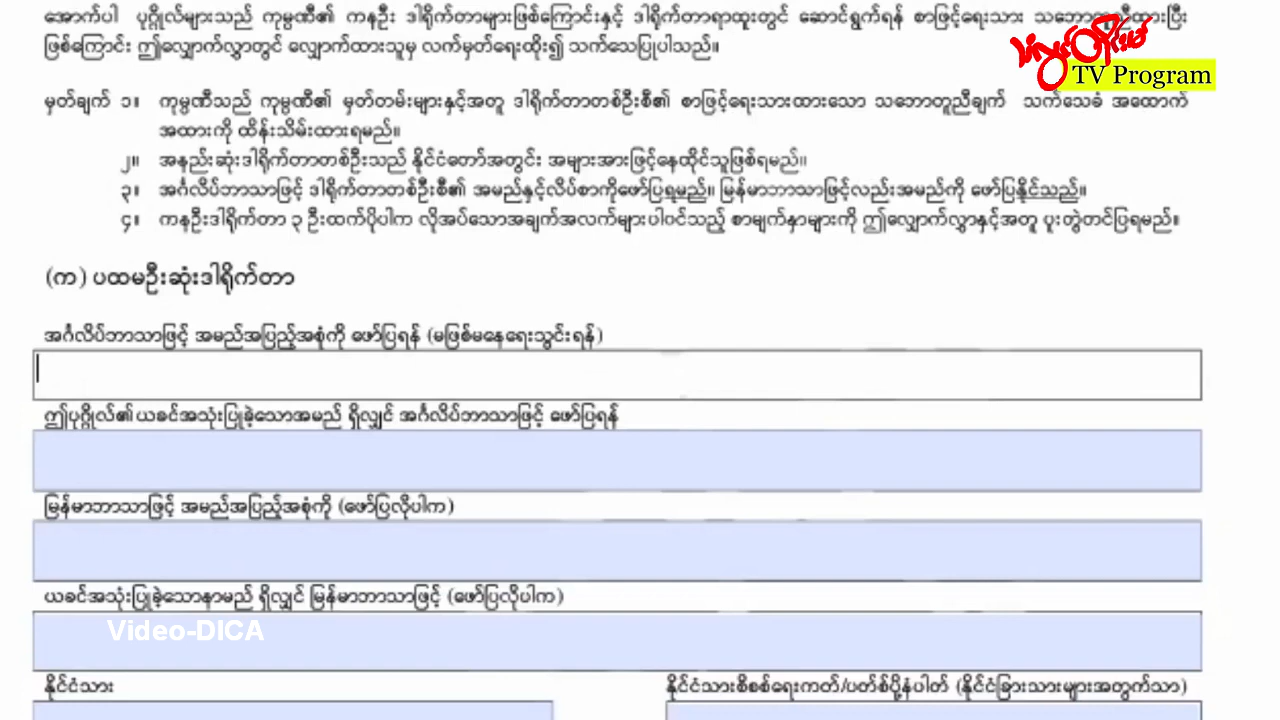 အောက်ပါ ပုဂ္ဂိုလ်များသည် ကုမ္ပဏီ၏ ကနဦး ဒါရိုက်တာများဖြစ်ကြောင်းနှင့် ဒါရိုက်တာရာထူးတွင် ဆောင်ရွက်ရန် စာဖြင့်ရေးသား သဘောတူညီထားပြီး
ဖြစ်ကြောင်း ဤလျှောက်လွှာတွင် လျှောက်ထားသူမှ လက်မှတ်ရေးထိုး၍ သက်သေပြုပါသည်။
TV Program
မှတ်ချက် ၁။ ကုမ္ပဏီသည် ကုမ္ပဏီ၏ မှတ်တမ်းများနှင့်အတူ ဒါရိုက်တာတစ်ဦးစီ၏ စာဖြင့်ရေးသားထားသော သဘောတူညီချက် သက်သေခံ အထောက်
အထားကို ထိန်းသိမ်းထားရမည်။
၂။ အနည်းဆုံးဒါရိုက်တာတစ်ဦးသည် နိုင်ငံတော်အတွင်း အများအားဖြင့်နေထိုင်သူဖြစ်ရမည်။
၃။ အင်္ဂလိပ်ဘာသာဖြင့် ဒါရိုက်တာတစ်ဦးစီ၏ အမည်နှင့်လိပ်စာကိုဖော်ပြရမည်။ မြန်မာဘာသာဖြင့်လည်းအမည်ကို ဖော်ပြနိုင်သည်။
၄။ ကနဦးဒါရိုက်တာ ၃ ဦးထက်ပိုပါက လိုအပ်သောအချက်အလက်များပါဝင်သည့် စာမျက်နှာများကို ဤလျှောက်လွှာနှင့်အတူ ပူးတွဲတင်ပြရမည်။
(က) ပထမဦးဆုံးဒါရိုက်တာ
အင်္ဂလိပ်ဘာသာဖြင့် အမည်အပြည့်အစုံကို ဖော်ပြရန် (မဖြစ်မနေရေးသွင်းရန်)
ဤပုဂ္ဂိုလ်၏ ယခင်အသုံးပြုခဲ့သောအမည် ရှိလျှင် အင်္ဂလိပ်ဘာသာဖြင့် ဖော်ပြရန်
မြန်မာဘာသာဖြင့် အမည်အပြည့်အစုံကို (ဖော်ပြလိုပါက)
ယခင်အသုံးပြုခဲ့သောနာမည် ရှိလျှင် မြန်မာဘာသာဖြင့် (ဖော်ပြလိုပါက)
Video-DICA
နိုင်ငံသား နိုင်ငံသားစိစစ်ရေးကတ်/ပတ်စ်ပို့နံပါတ် (နိုင်ငံခြားသားများအတွက်သာ)